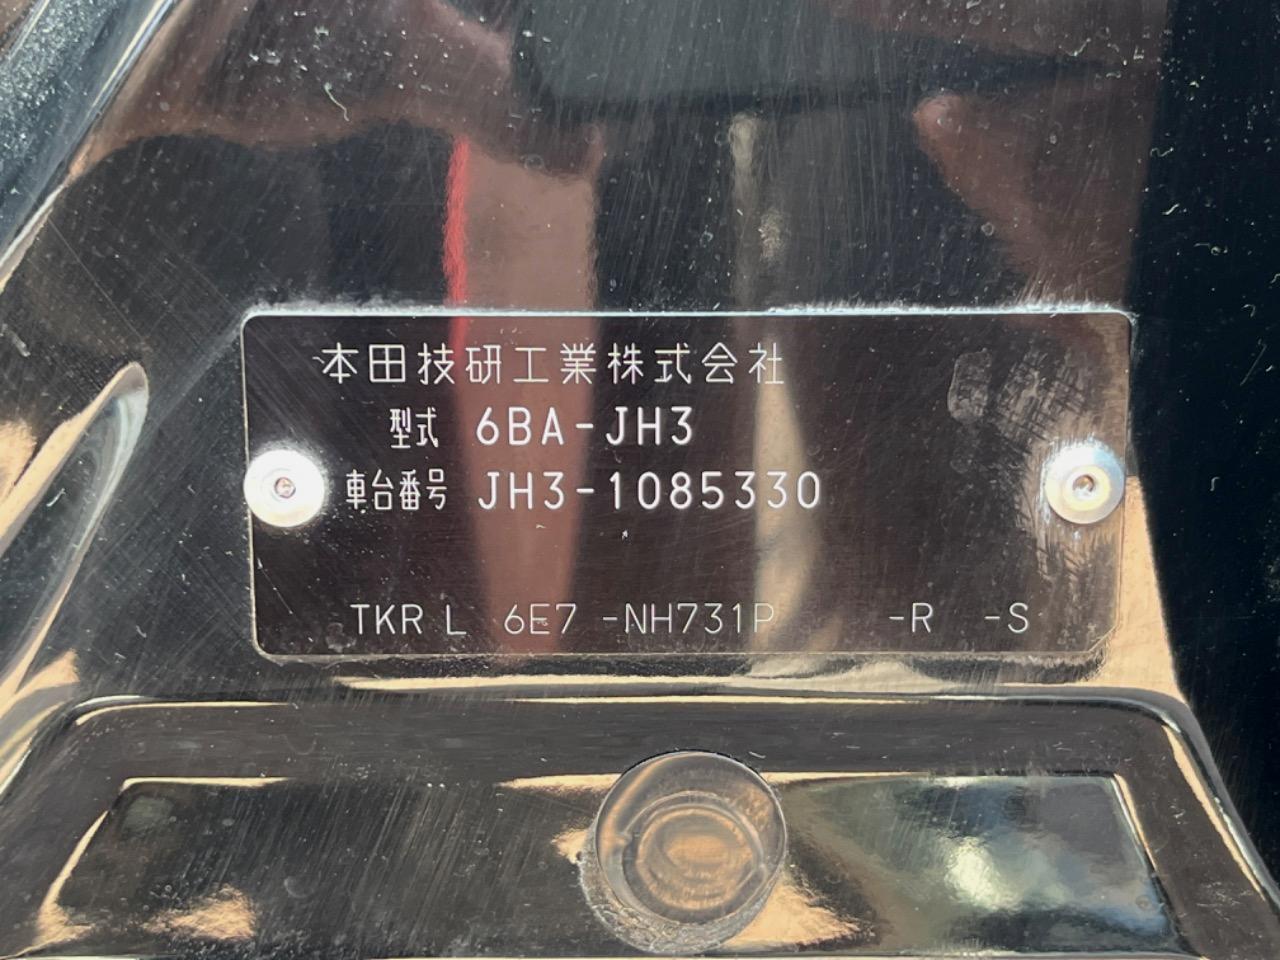 本田技研工業株式会社
型式 6BA-JH3
車台番号 JH3-1085330
TKR L 6E7 -NH731P -R -S